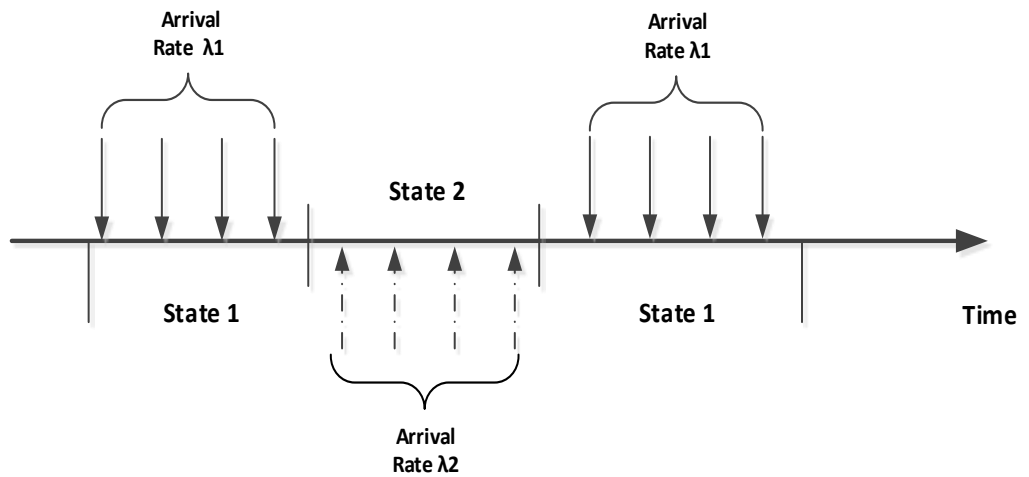 Arrival
Rate λ1
Arrival
Rate λ1
State 2
State 1
State 1
Time
Arrival
Rate λ2